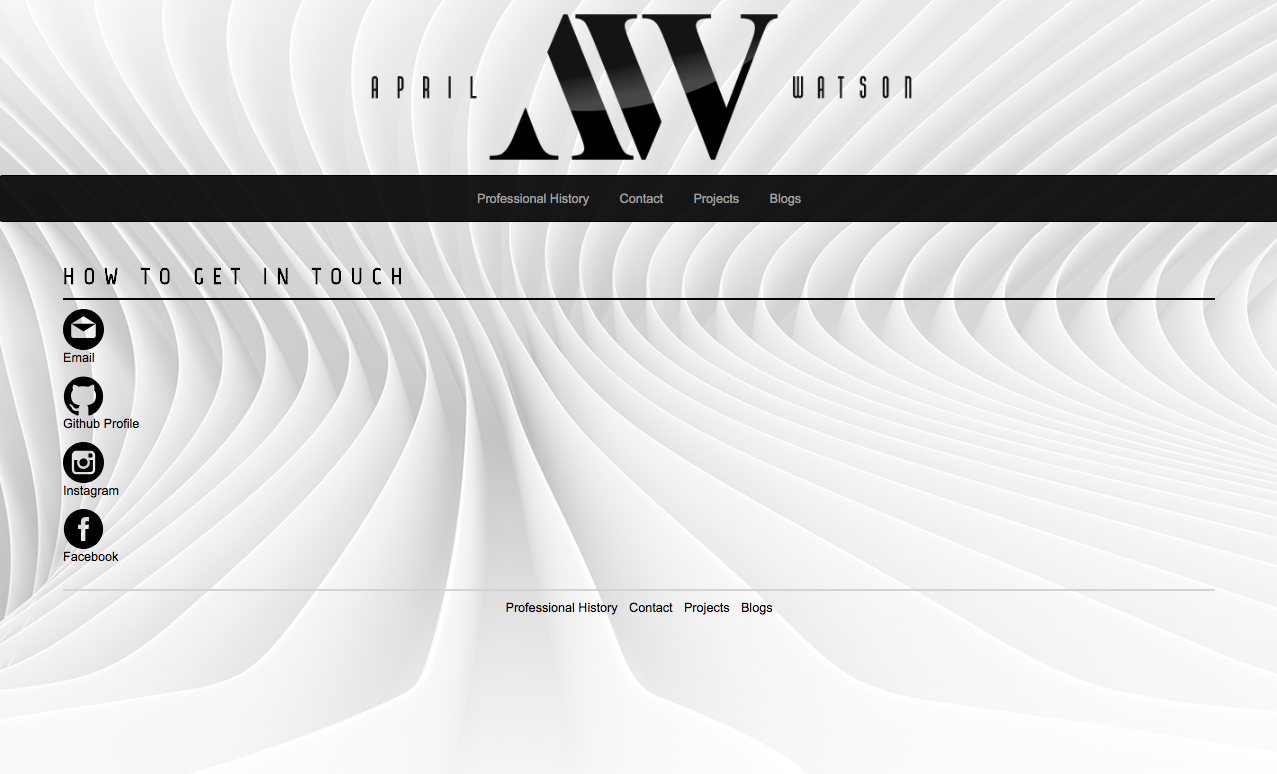 APRIL AW WATSON
Professional History Contact Projects Blogs
HOW TO GET IN TOUCH
Email
Github Profile
Instagram
Facebook
Professional History Contact Projects Blogs